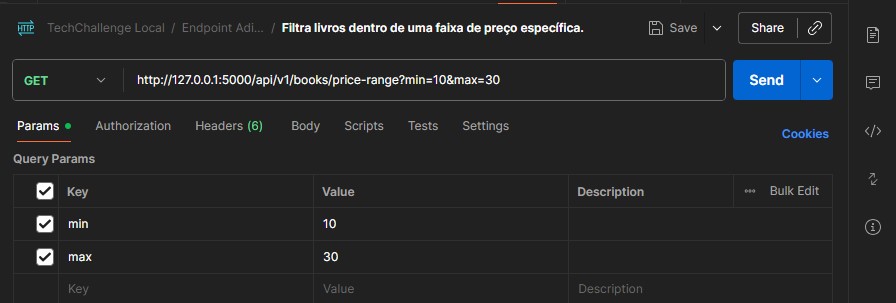 HTTP TechChallenge Local / Endpoint Adi... / Filtra livros dentro de uma faixa de preço específica. Save Share
GET http://127.0.0.1:5000/api/v1/books/price-range?min=10&max=30 Send
Params Authorization Headers (6) Body Scripts Tests Settings Cookies
Query Params
Key Value Description Bulk Edit
min 10
max 30
Key Value Description